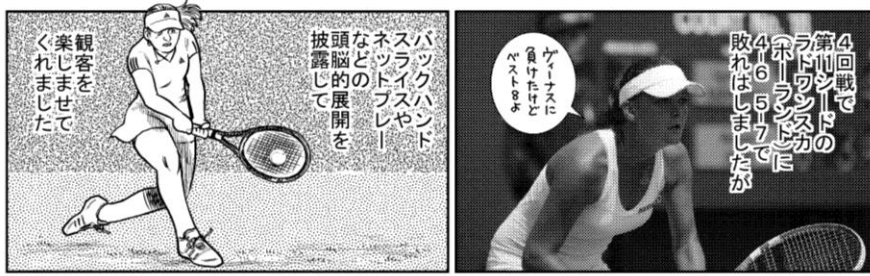 4回戦で
第11シードの
ラドワンスカ
（ポーランド）に
4-6 5-7で
敗れはしましたが
ヴィーナスに
負けたけど
ベスト8よ
バックハンド
スライスや
ネットプレー
などの
頭脳的展開を
披露して
観客を
楽しませて
くれました